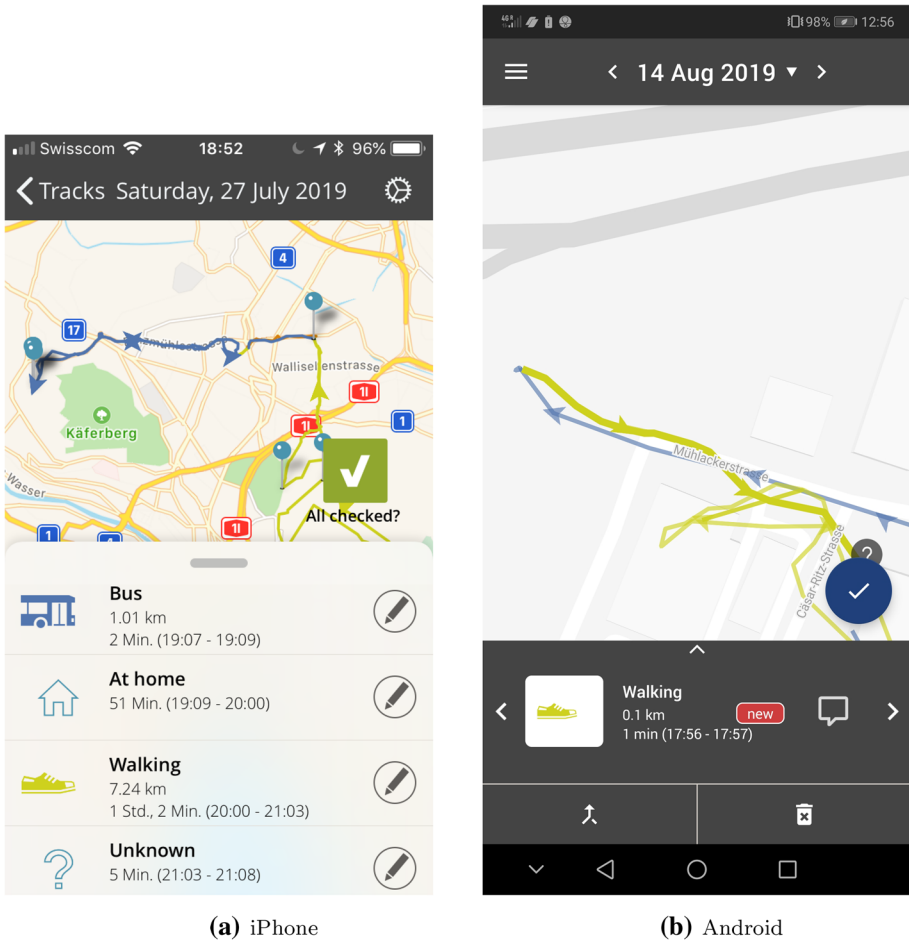 Swisscom 18:52 96%
Tracks Saturday, 27 July 2019
4
17
Wallisellenstrasse
11
1
11
Käferberg
Wasser
All checked?
1
11
Bus
1.01 km
2 Min. (19:07 - 19:09)
At home
51 Min. (19:09 - 20:00)
Walking
7.24 km
1 Std., 2 Min. (20:00 - 21:03)
Unknown
5 Min. (21:03 - 21:08)
(a) iPhone
98% 12:56
14 Aug 2019
Mühlackerstrasse
Cäsar-Ritz-Strasse
?
Walking
0.1 km
new
1 min (17:56 - 17:57)
(b) Android